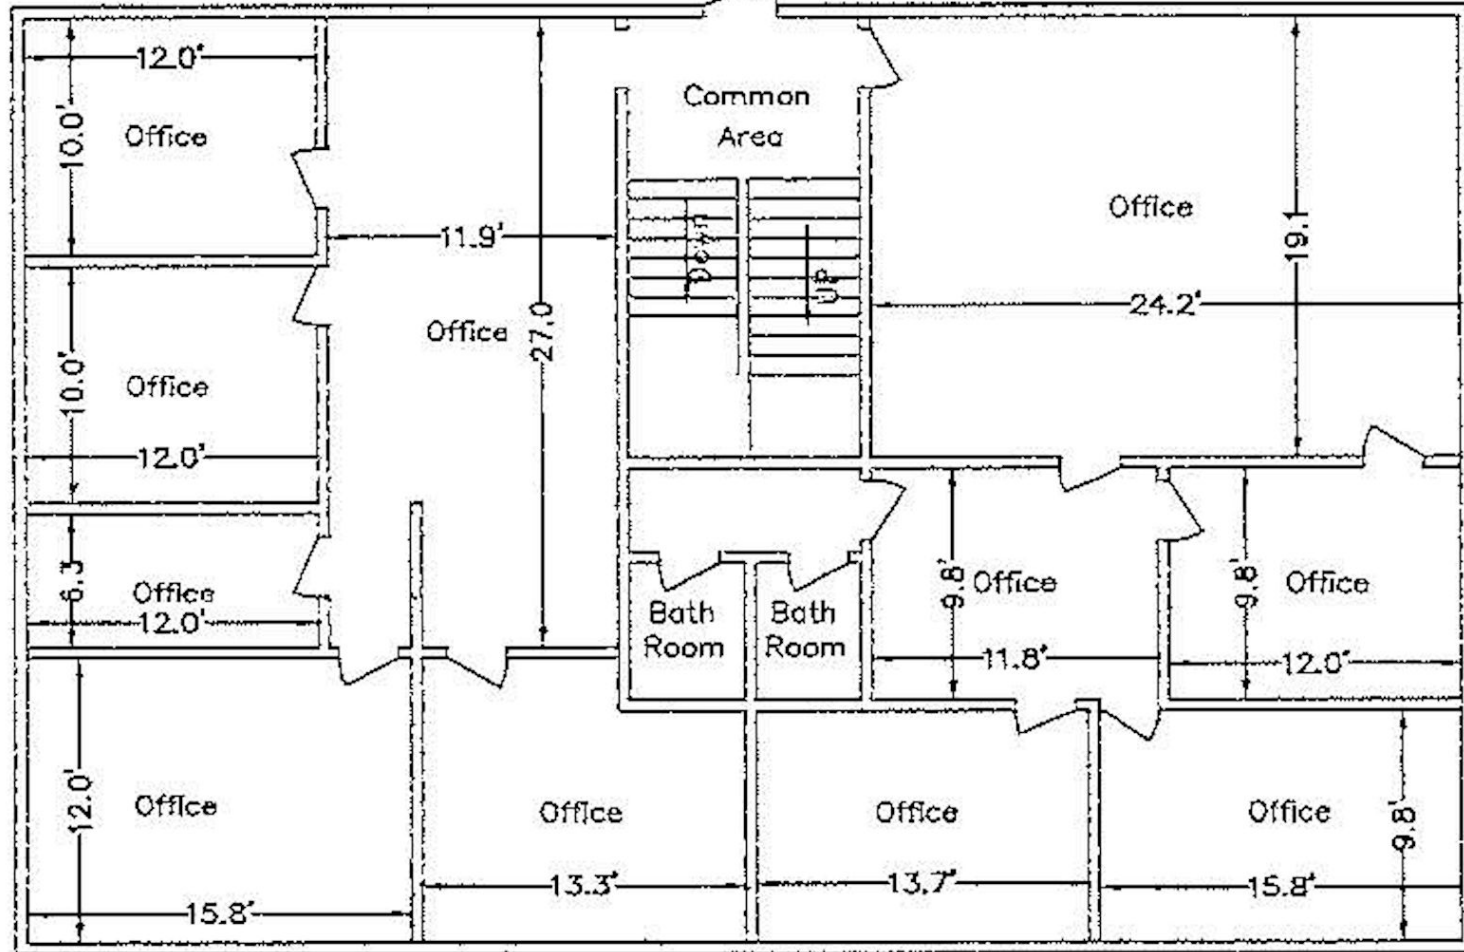 12.0'
10.0'
Office
Common
Area
Office
19.1
11.9'
Down
UP
24.2'
Office
27.0
10.0'
Office
12.0'
6.3'
Office
12.0'
9.8'
Office
9.8'
Office
Bath
Room
Bath
Room
11.8'
12.0'
12.0'
Office
Office
Office
Office
9.8'
15.8'
13.3'
13.7'
15.8'